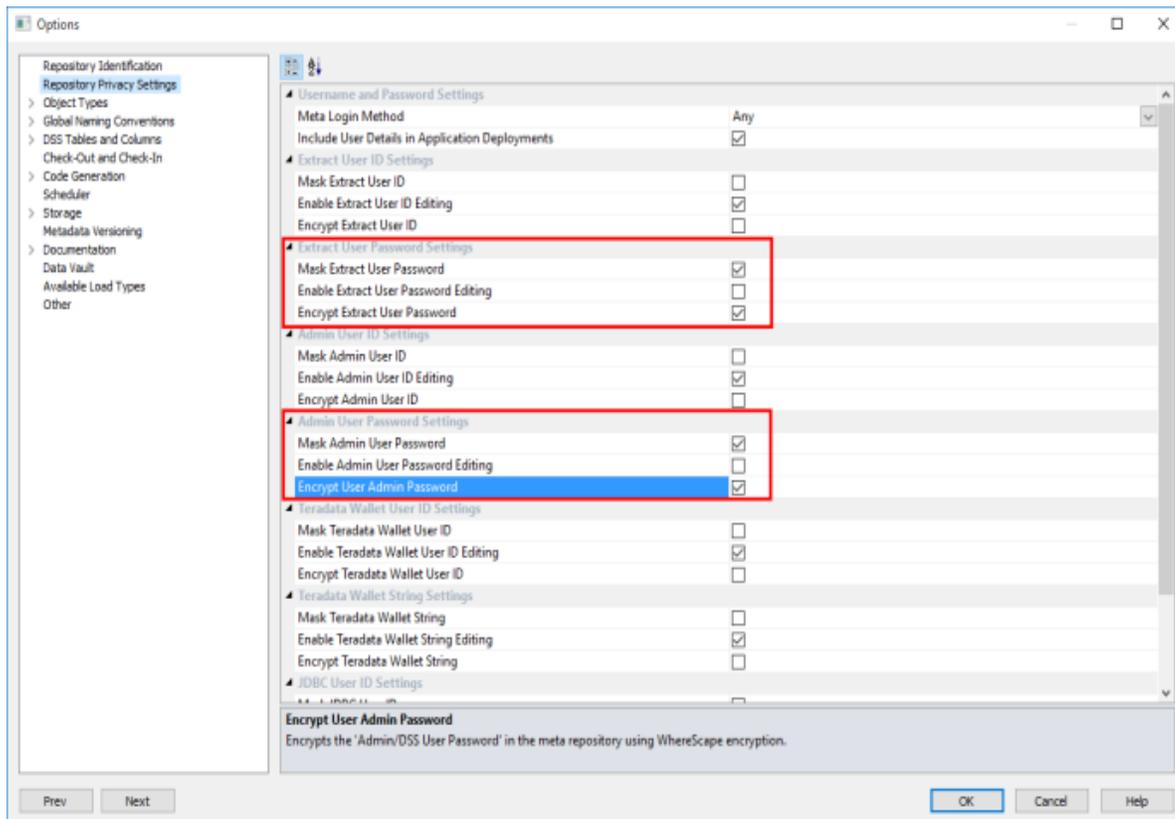 Options
Repository Identification
Repository Privacy Settings
Object Types
Global Naming Conventions
DSS Tables and Columns
Check-Out and Check-In
Code Generation
Scheduler
Storage
Metadata Versioning
Documentation
Data Vault
Available Load Types
Other
Username and Password Settings
Meta Login Method Any
Include User Details in Application Deployments
Extract User ID Settings
Mask Extract User ID
Enable Extract User ID Editing
Encrypt Extract User ID
Extract User Password Settings
Mask Extract User Password
Enable Extract User Password Editing
Encrypt Extract User Password
Admin User ID Settings
Mask Admin User ID
Enable Admin User ID Editing
Encrypt Admin User ID
Admin User Password Settings
Mask Admin User Password
Enable Admin User Password Editing
Encrypt User Admin Password
Teradata Wallet User ID Settings
Mask Teradata Wallet User ID
Enable Teradata Wallet User ID Editing
Encrypt Teradata Wallet User ID
Teradata Wallet String Settings
Mask Teradata Wallet String
Enable Teradata Wallet String Editing
Encrypt Teradata Wallet String
JDBC User ID Settings
Encrypt User Admin Password
Encrypts the 'Admin/DSS User Password' in the meta repository using WhereScape encryption.
Prev Next OK Cancel Help